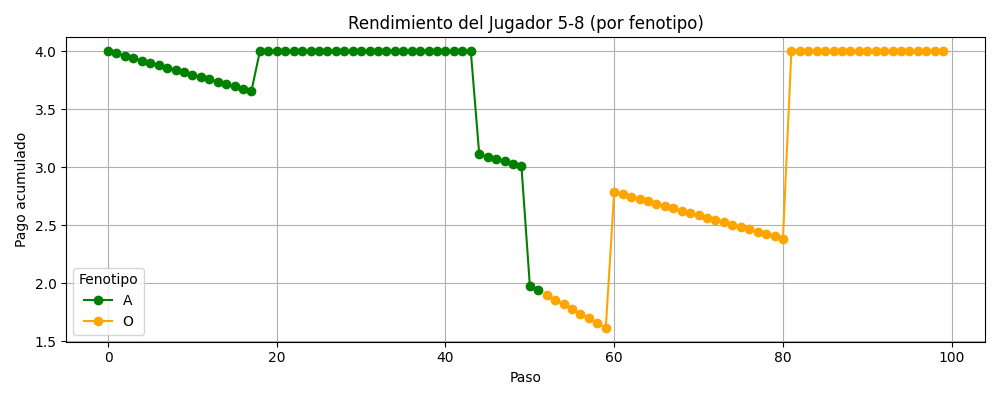 Rendimiento del Jugador 5-8 (por fenotipo)
Pago acumulado
4.0
3.5
3.0
2.5
2.0
1.5
Fenotipo
A
O
0
20
40
60
80
100
Paso